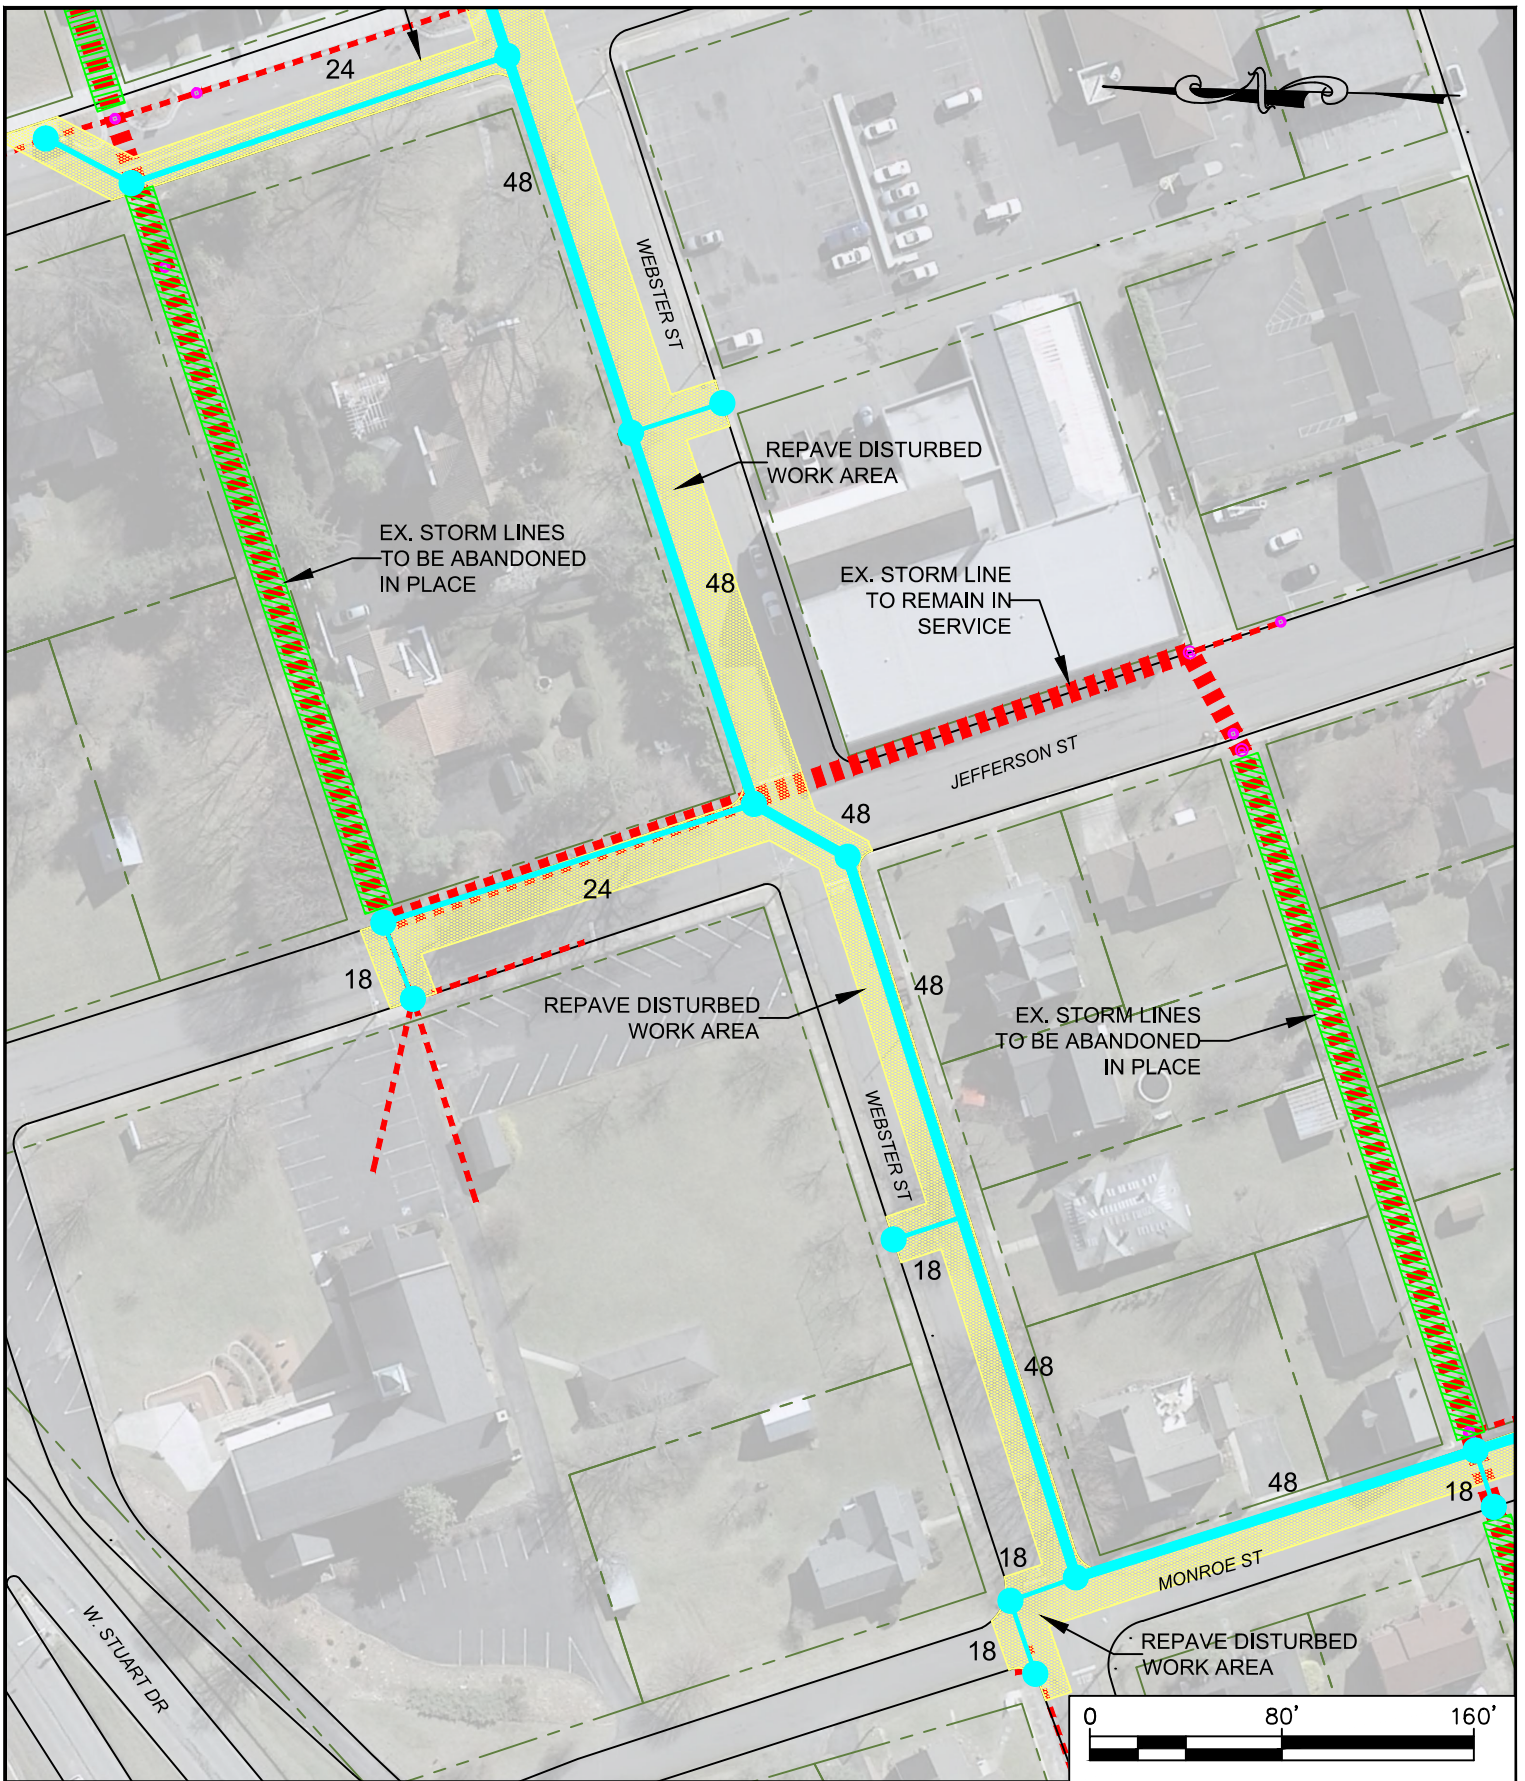 24
48
WEBSTER ST
REPAVE DISTURBED
WORK AREA
EX. STORM LINES
TO BE ABANDONED
IN PLACE
48
EX. STORM LINE
TO REMAIN IN
SERVICE
JEFFERSON ST
48
24
18
48
REPAVE DISTURBED
WORK AREA
EX. STORM LINES
TO BE ABANDONED
IN PLACE
WEBSTER ST
18
48
48
18
18
MONROE ST
18
REPAVE DISTURBED
WORK AREA
W. STUART DR
0 80' 160'